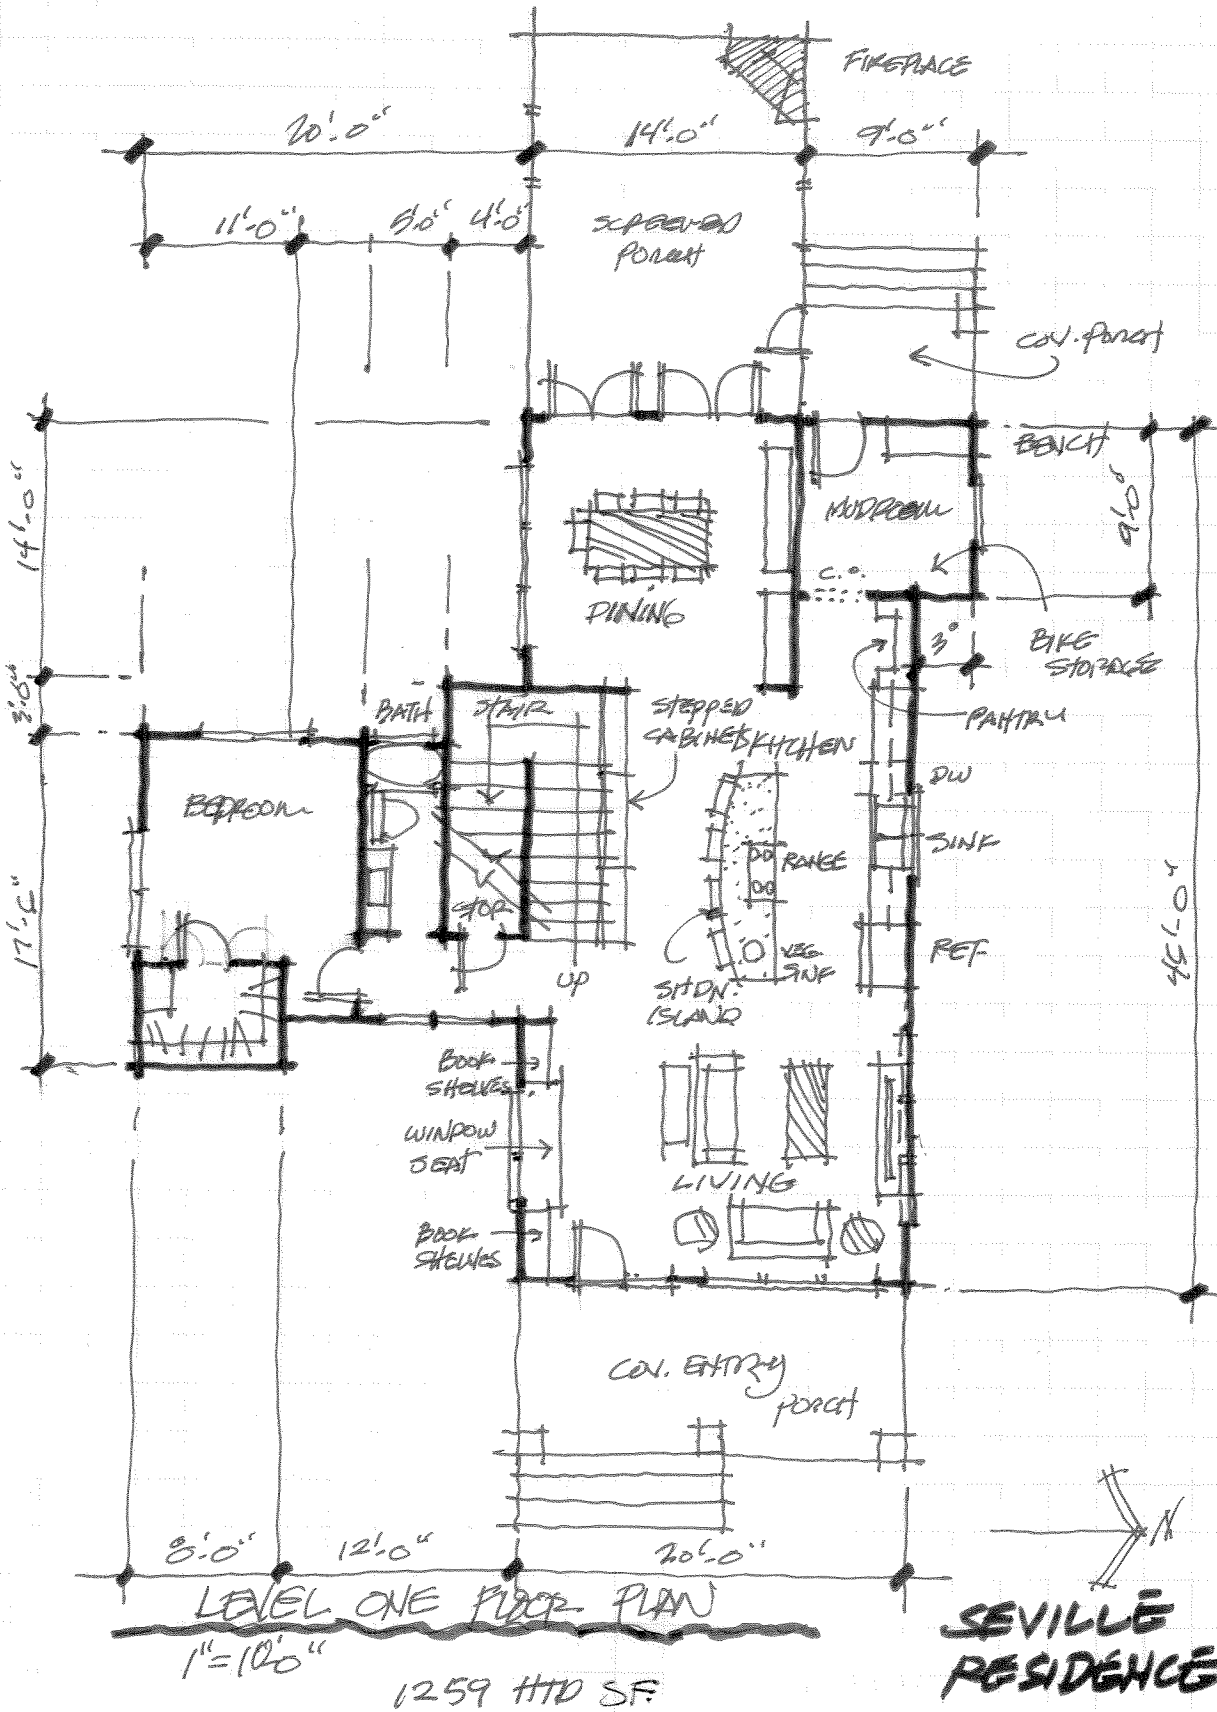 FIREPLACE
20'-0" 14'-0" 9'-0"
11'-0" 5'-0" 4'-0"
SCREENED
PORCH
COV. PORCH
BENCH
MUDROOM
14'-0"
9'-0"
C.O.
DINING
3°
BIKE
STORAGE
3'-0"
BATH
STAIR
STEPPED
CABINETS
KITCHEN
PANTRY
DW
BEDROOM
SINK
RANGE
STOR
REF.
VEG
SINK
UP
SHDN.
ISLAND
45'-0"
BOOK
SHELVES
WINDOW
SEAT
LIVING
BOOK
SHELVES
COV. ENTRY
PORCH
N
8'-0" 12'-0" 20'-0"
LEVEL ONE FLOOR PLAN
1"=10'-0"
1259 HTD SF.
SEVILLE
RESIDENCE